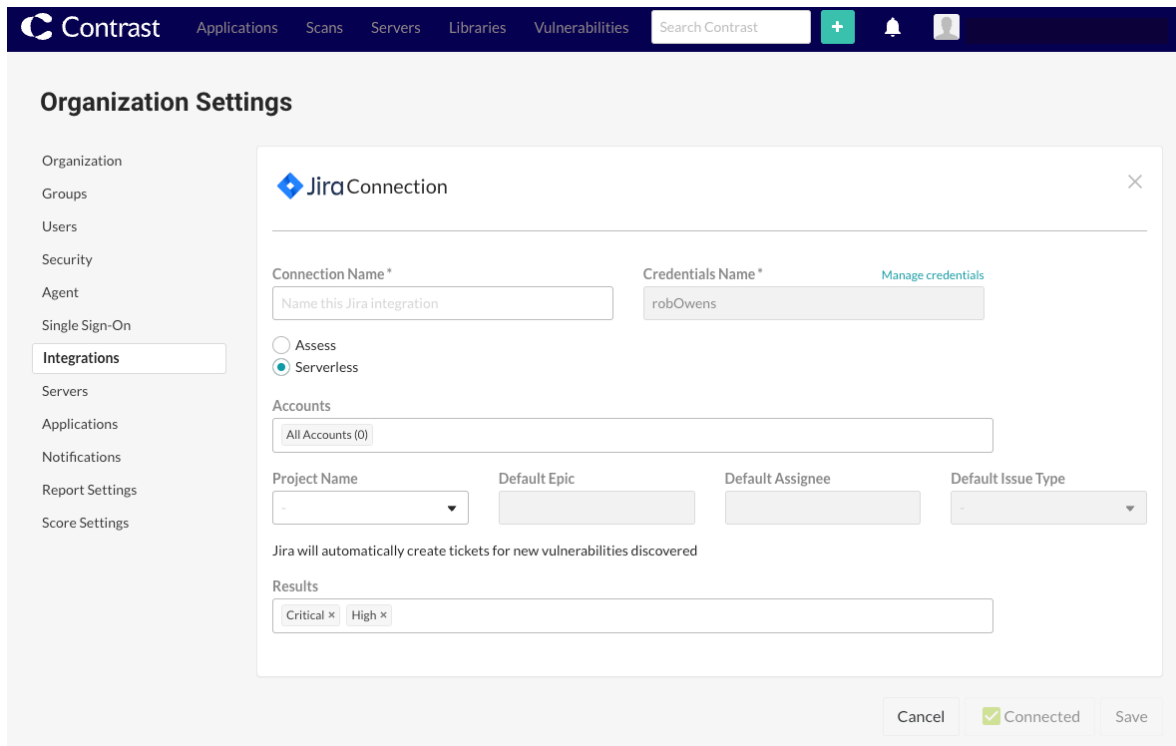 Contrast Applications Scans Servers Libraries Vulnerabilities Search Contrast +
Organization Settings
Organization
Groups
Users
Security
Agent
Single Sign-On
Integrations
Servers
Applications
Notifications
Report Settings
Score Settings
Jira Connection
Connection Name* Credentials Name* Manage credentials
Name this Jira integration robOwens
Assess
Serverless
Accounts
All Accounts (0)
Project Name Default Epic Default Assignee Default Issue Type
- -
Jira will automatically create tickets for new vulnerabilities discovered
Results
Critical × High ×
Cancel Connected Save